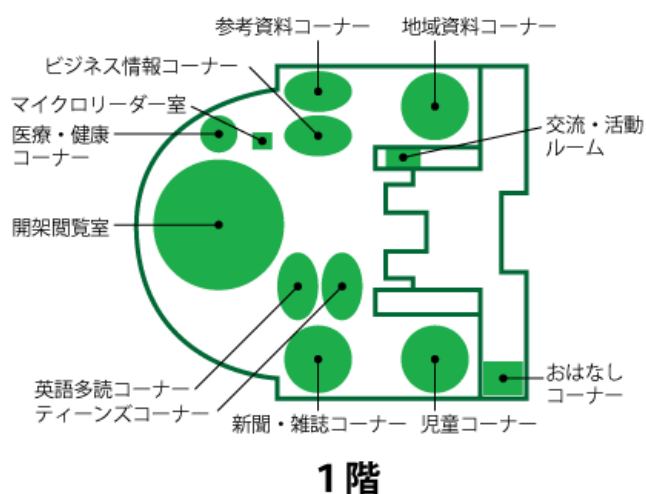 参考資料コーナー
地域資料コーナー
ビジネス情報コーナー
マイクロリーダー室
医療・健康
コーナー
交流・活動
ルーム
開架閲覧室
英語多読コーナー
ティーンズコーナー
新聞・雑誌コーナー
児童コーナー
おはなし
コーナー
1階